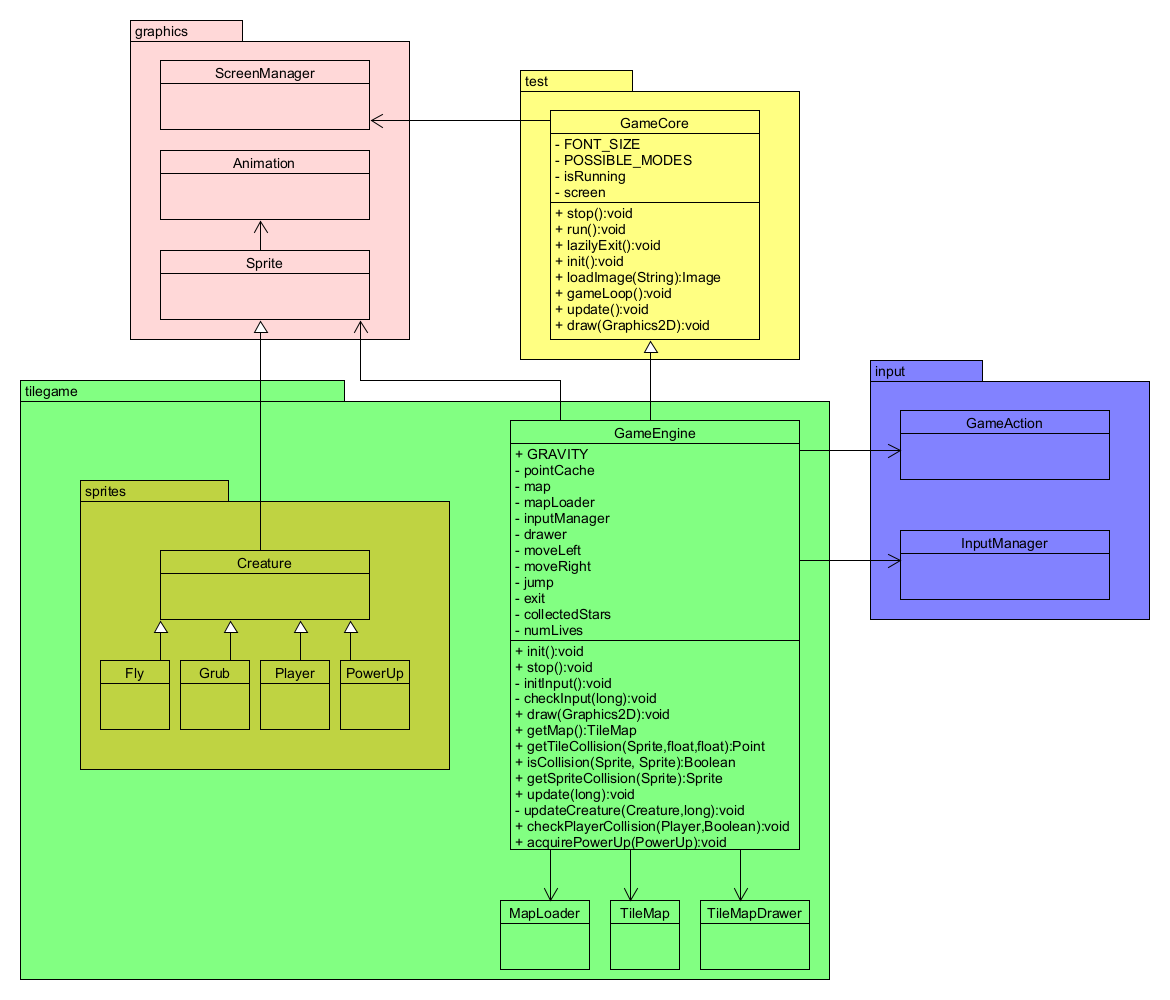 graphics
ScreenManager
Animation
Sprite
test
GameCore
- FONT_SIZE
- POSSIBLE_MODES
- isRunning
- screen
+ stop():void
+ run():void
+ lazilyExit():void
+ init():void
+ loadImage(String):Image
+ gameLoop():void
+ update():void
+ draw(Graphics2D):void
input
GameAction
InputManager
tilegame
sprites
Creature
Fly
Grub
Player
PowerUp
GameEngine
+ GRAVITY
- pointCache
- map
- mapLoader
- inputManager
- drawer
- moveLeft
- moveRight
- jump
- exit
- collectedStars
- numLives
+ init():void
+ stop():void
- initInput():void
- checkInput(long):void
+ draw(Graphics2D):void
+ getMap():TileMap
+ getTileCollision(Sprite,float,float):Point
+ isCollision(Sprite, Sprite):Boolean
+ getSpriteCollision(Sprite):Sprite
+ update(long):void
- updateCreature(Creature,long):void
+ checkPlayerCollision(Player,Boolean):void
+ acquirePowerUp(PowerUp):void
MapLoader
TileMap
TileMapDrawer